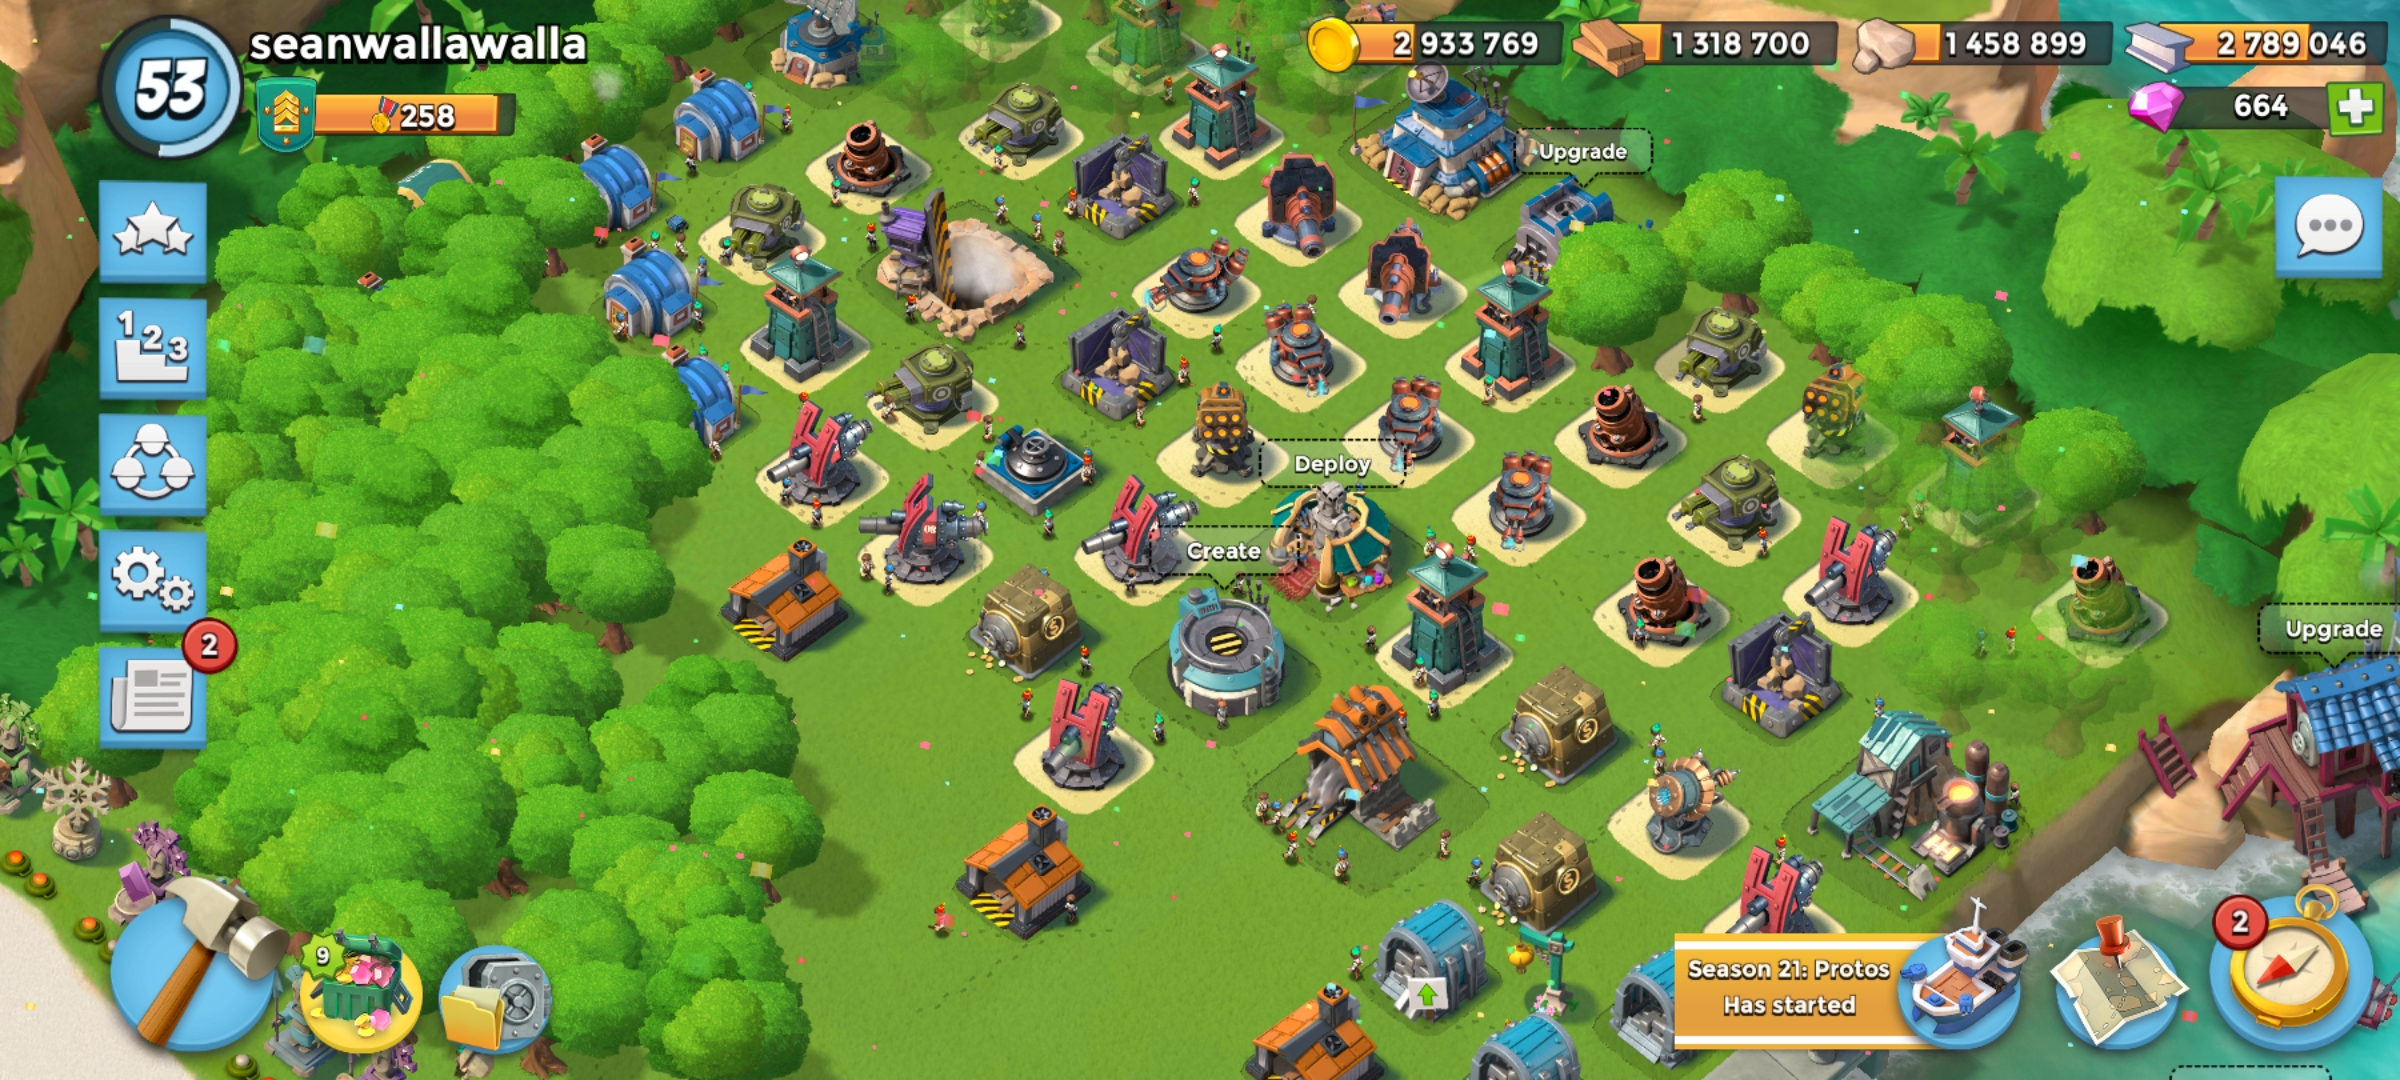 53
seanwallawalla
258
2 933 769
1 318 700
1 458 899
2 789 046
664
Upgrade
123
Deploy
Create
2
Upgrade
9
Season 21: Protos
Has started
2